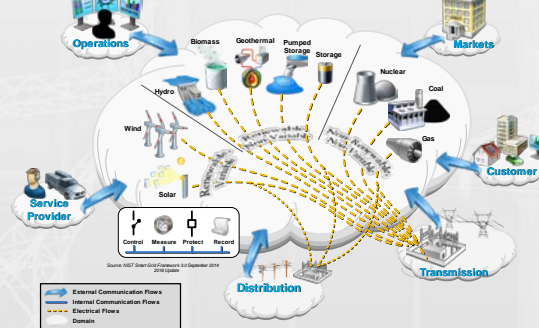 Operations
Markets
Biomass
Geothermal
Pumped
Storage
Storage
Nuclear
Hydro
Coal
Wind
Gas
Customer
Solar
Service
Provider
Control
Measure
Protect
Record
Source: NIST Smart Grid Framework 3.0 September 2014
2018 Update
Transmission
Distribution
External Communication Flows
Internal Communication Flows
Electrical Flows
Domain